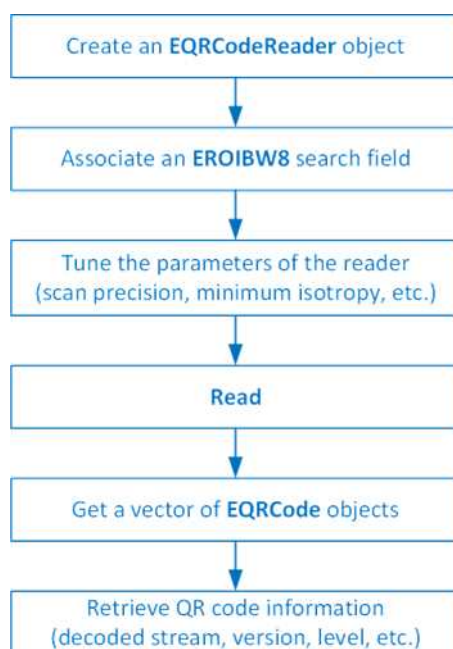 Create an EQRCodeReader object
Associate an EROIBW8 search field
Tune the parameters of the reader
(scan precision, minimum isotropy, etc.)
Read
Get a vector of EQRCode objects
Retrieve QR code information
(decoded stream, version, level, etc.)